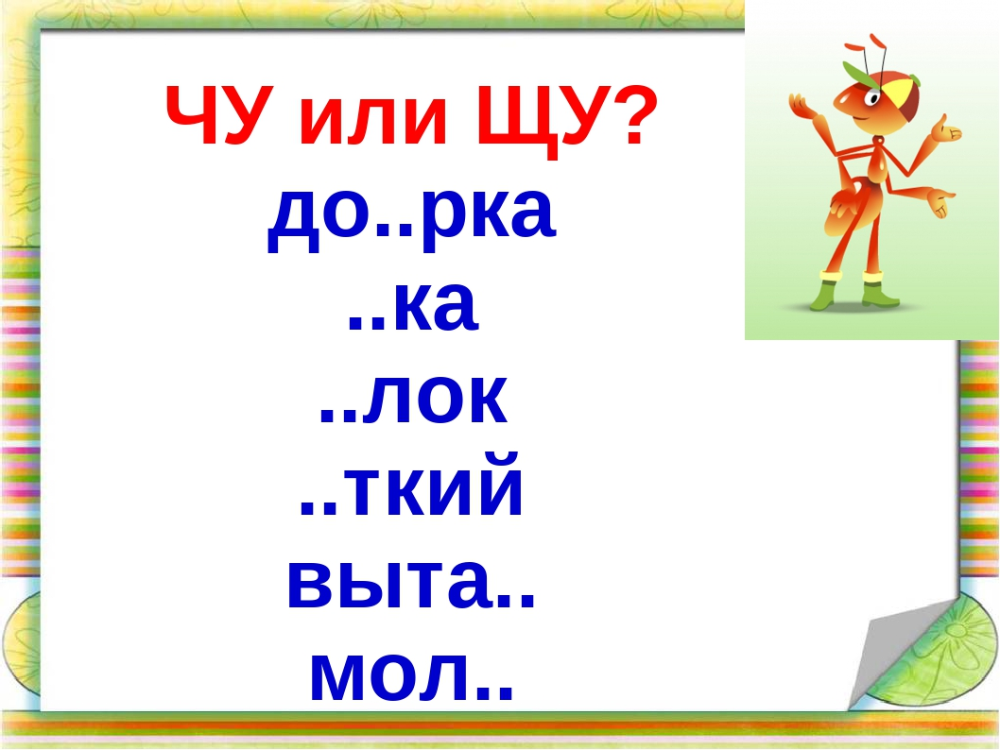 ЧУ или ЩУ?
до..рка
..ка
..лок
..ткий
выта..
мол..